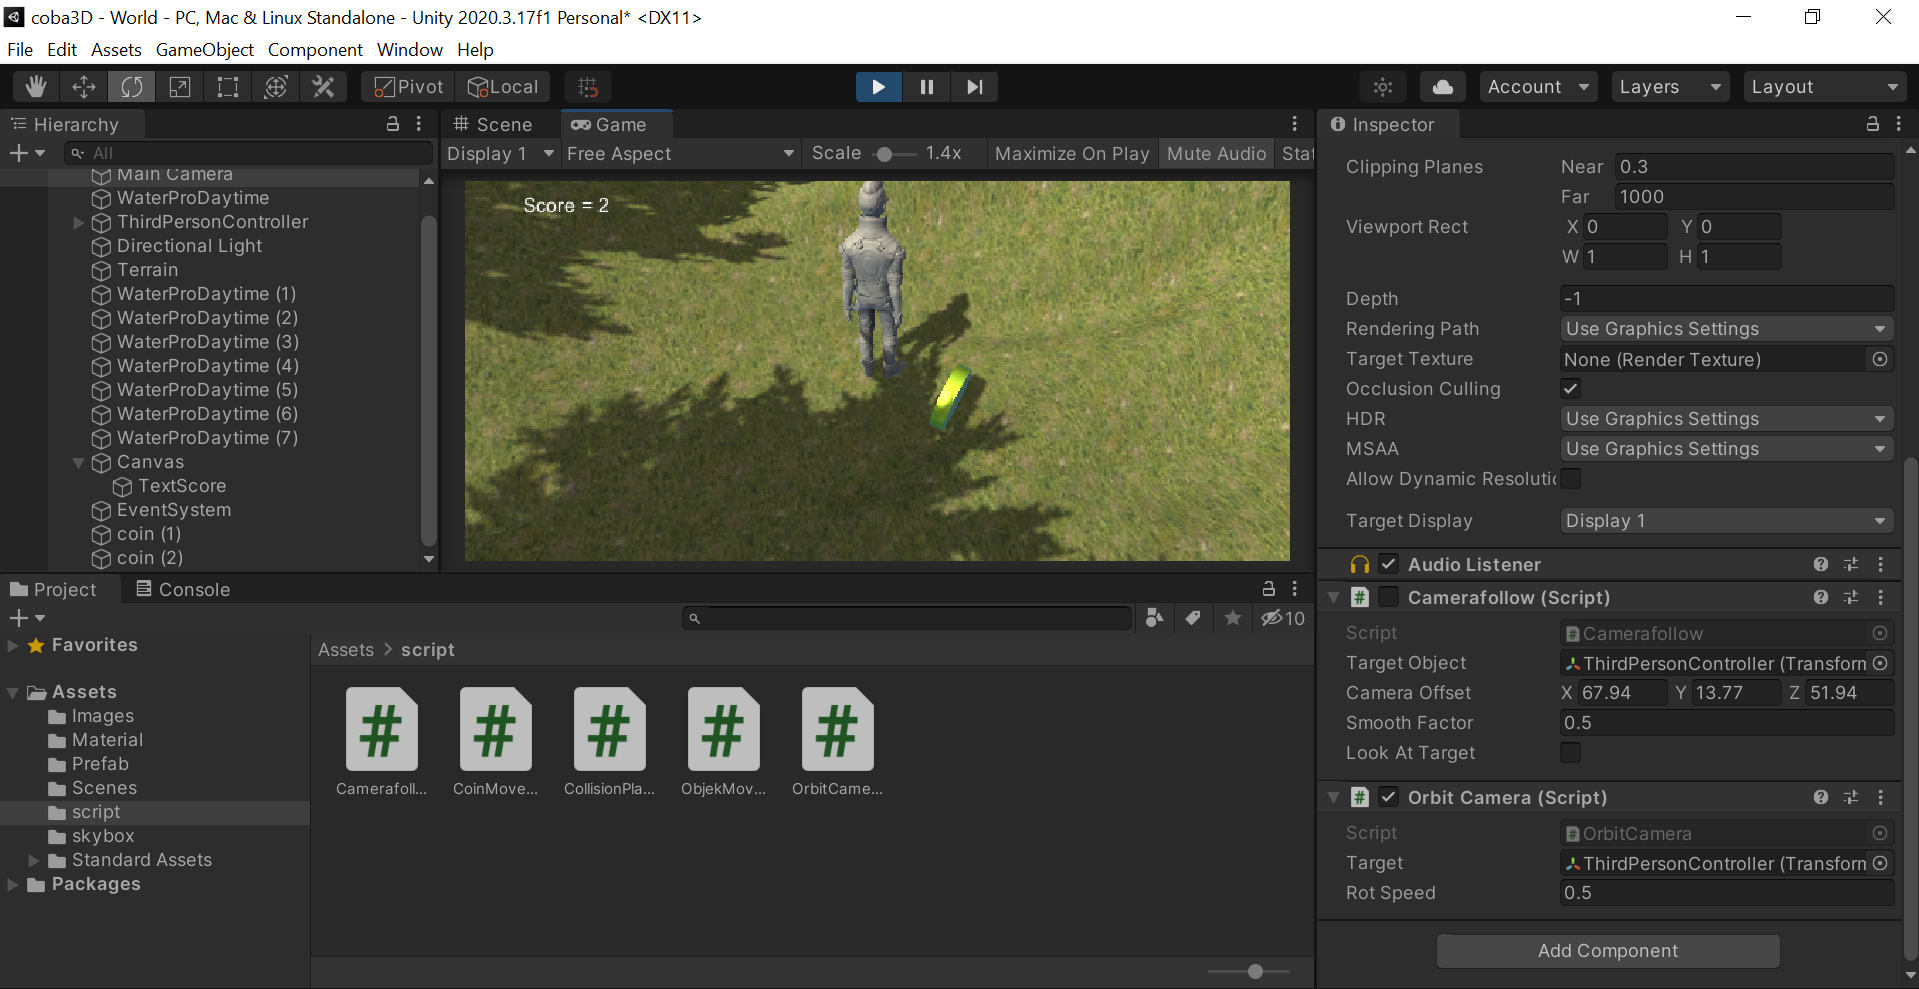 coba3D - World - PC, Mac & Linux Standalone - Unity 2020.3.17f1 Personal* <DX11>
File Edit Assets GameObject Component Window Help
Pivot Local Account Layers Layout
Hierarchy
All
Main Camera
WaterProDaytime
ThirdPersonController
Directional Light
Terrain
WaterProDaytime (1)
WaterProDaytime (2)
WaterProDaytime (3)
WaterProDaytime (4)
WaterProDaytime (5)
WaterProDaytime (6)
WaterProDaytime (7)
Canvas
TextScore
EventSystem
coin (1)
coin (2)
Scene Game
Display 1 Free Aspect Scale 1.4x Maximize On Play Mute Audio Stat
Score = 2
Project Console
10
Favorites
Assets
Images
Material
Prefab
Scenes
script
skybox
Standard Assets
Packages
Assets > script
Camerafoll... CoinMove... CollisionPla... ObjekMov... OrbitCame...
Inspector
Clipping Planes Near 0.3
Far 1000
Viewport Rect X 0 Y 0
W 1 H 1
Depth -1
Rendering Path Use Graphics Settings
Target Texture None (Render Texture)
Occlusion Culling
HDR Use Graphics Settings
MSAA Use Graphics Settings
Allow Dynamic Resolutic
Target Display Display 1
Audio Listener
# Camerafollow (Script)
Script # Camerafollow
Target Object ThirdPersonController (Transform
Camera Offset X 67.94 Y 13.77 Z 51.94
Smooth Factor 0.5
Look At Target
# Orbit Camera (Script)
Script # OrbitCamera
Target ThirdPersonController (Transform
Rot Speed 0.5
Add Component